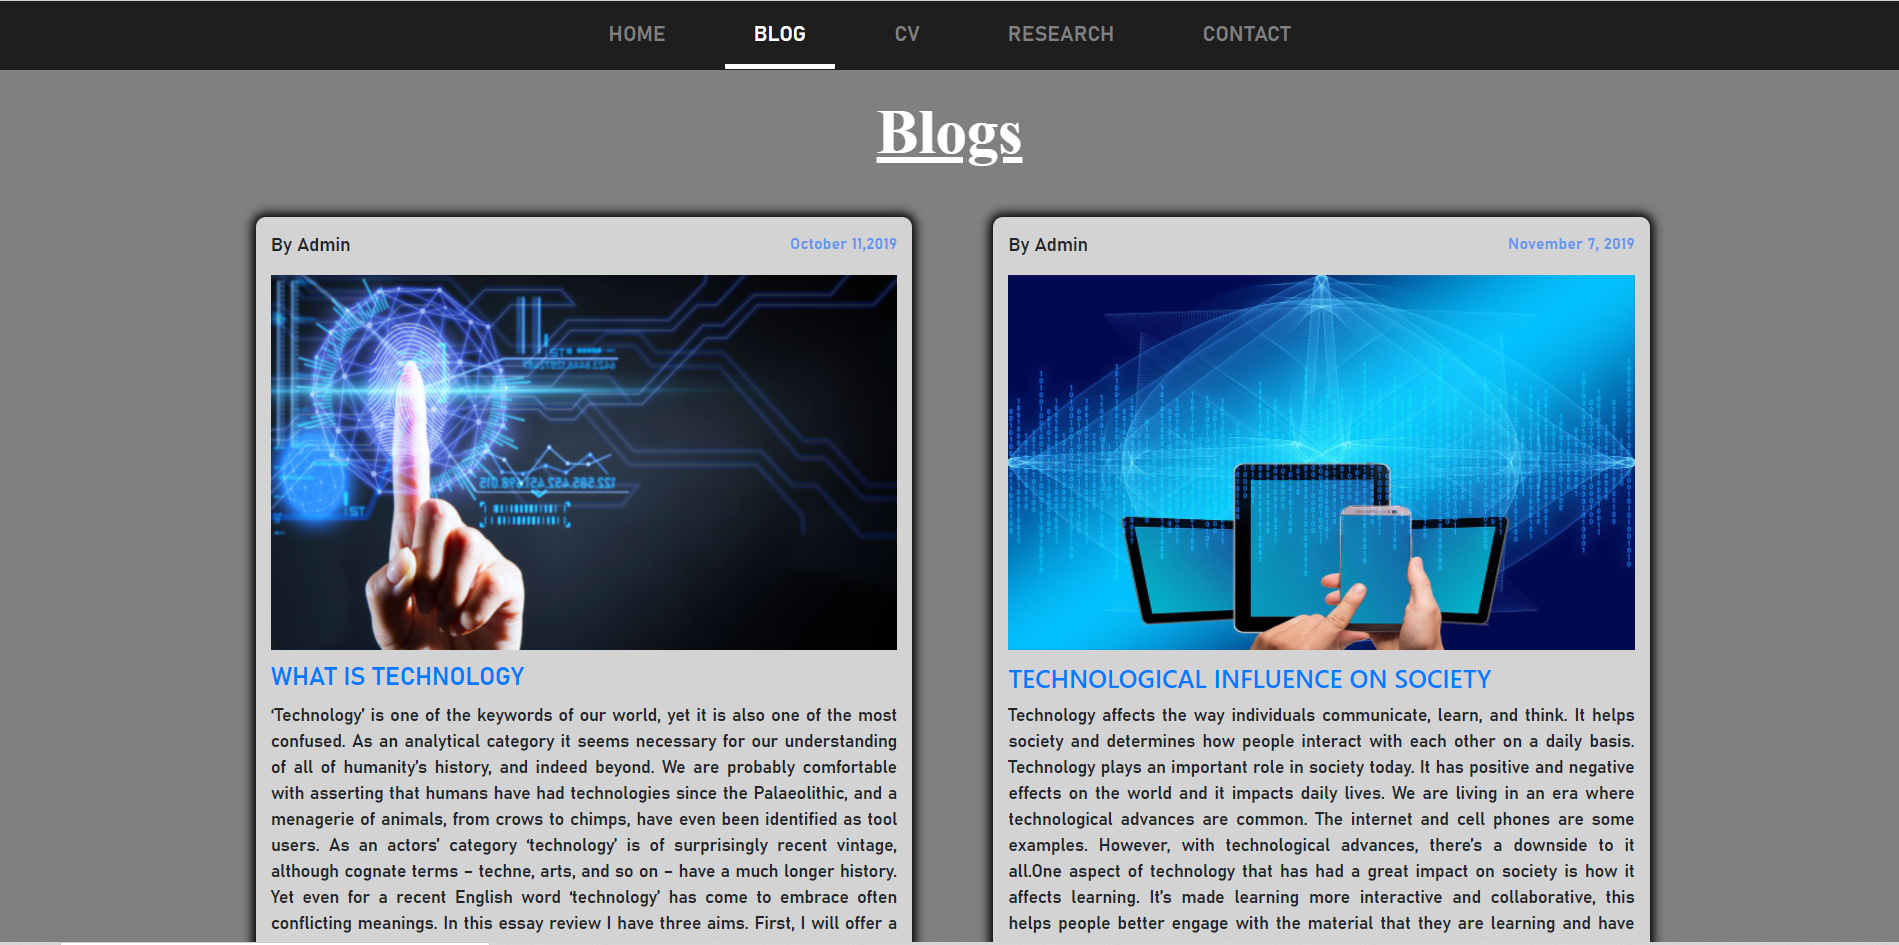 HOME BLOG CV RESEARCH CONTACT
Blogs
By Admin October 11,2019
WHAT IS TECHNOLOGY
‘Technology’ is one of the keywords of our world, yet it is also one of the most
confused. As an analytical category it seems necessary for our understanding
of all of humanity’s history, and indeed beyond. We are probably comfortable
with asserting that humans have had technologies since the Palaeolithic, and a
menagerie of animals, from crows to chimps, have even been identified as tool
users. As an actors’ category ‘technology’ is of surprisingly recent vintage,
although cognate terms – techne, arts, and so on – have a much longer history.
Yet even for a recent English word ‘technology’ has come to embrace often
conflicting meanings. In this essay review I have three aims. First, I will offer a
By Admin November 7, 2019
TECHNOLOGICAL INFLUENCE ON SOCIETY
Technology affects the way individuals communicate, learn, and think. It helps
society and determines how people interact with each other on a daily basis.
Technology plays an important role in society today. It has positive and negative
effects on the world and it impacts daily lives. We are living in an era where
technological advances are common. The internet and cell phones are some
examples. However, with technological advances, there’s a downside to it
all.One aspect of technology that has had a great impact on society is how it
affects learning. It’s made learning more interactive and collaborative, this
helps people better engage with the material that they are learning and have